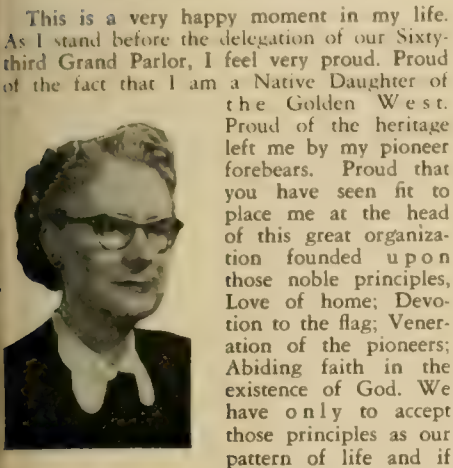 This is a very happy moment in my life.
As I stand before the delegation of our Sixty-
third Grand Parlor, I feel very proud. Proud
of the fact that I am a Native Daughter of
the Golden West.
Proud of the heritage
left me by my pioneer
forebears. Proud that
you have seen fit to
place me at the head
of this great organiza-
tion founded upon
those noble principles,
Love of home; Devo-
tion to the flag; Vener-
ation of the pioneers;
Abiding faith in the
existence of God. We
have only to accept
those principles as our
pattern of life and if